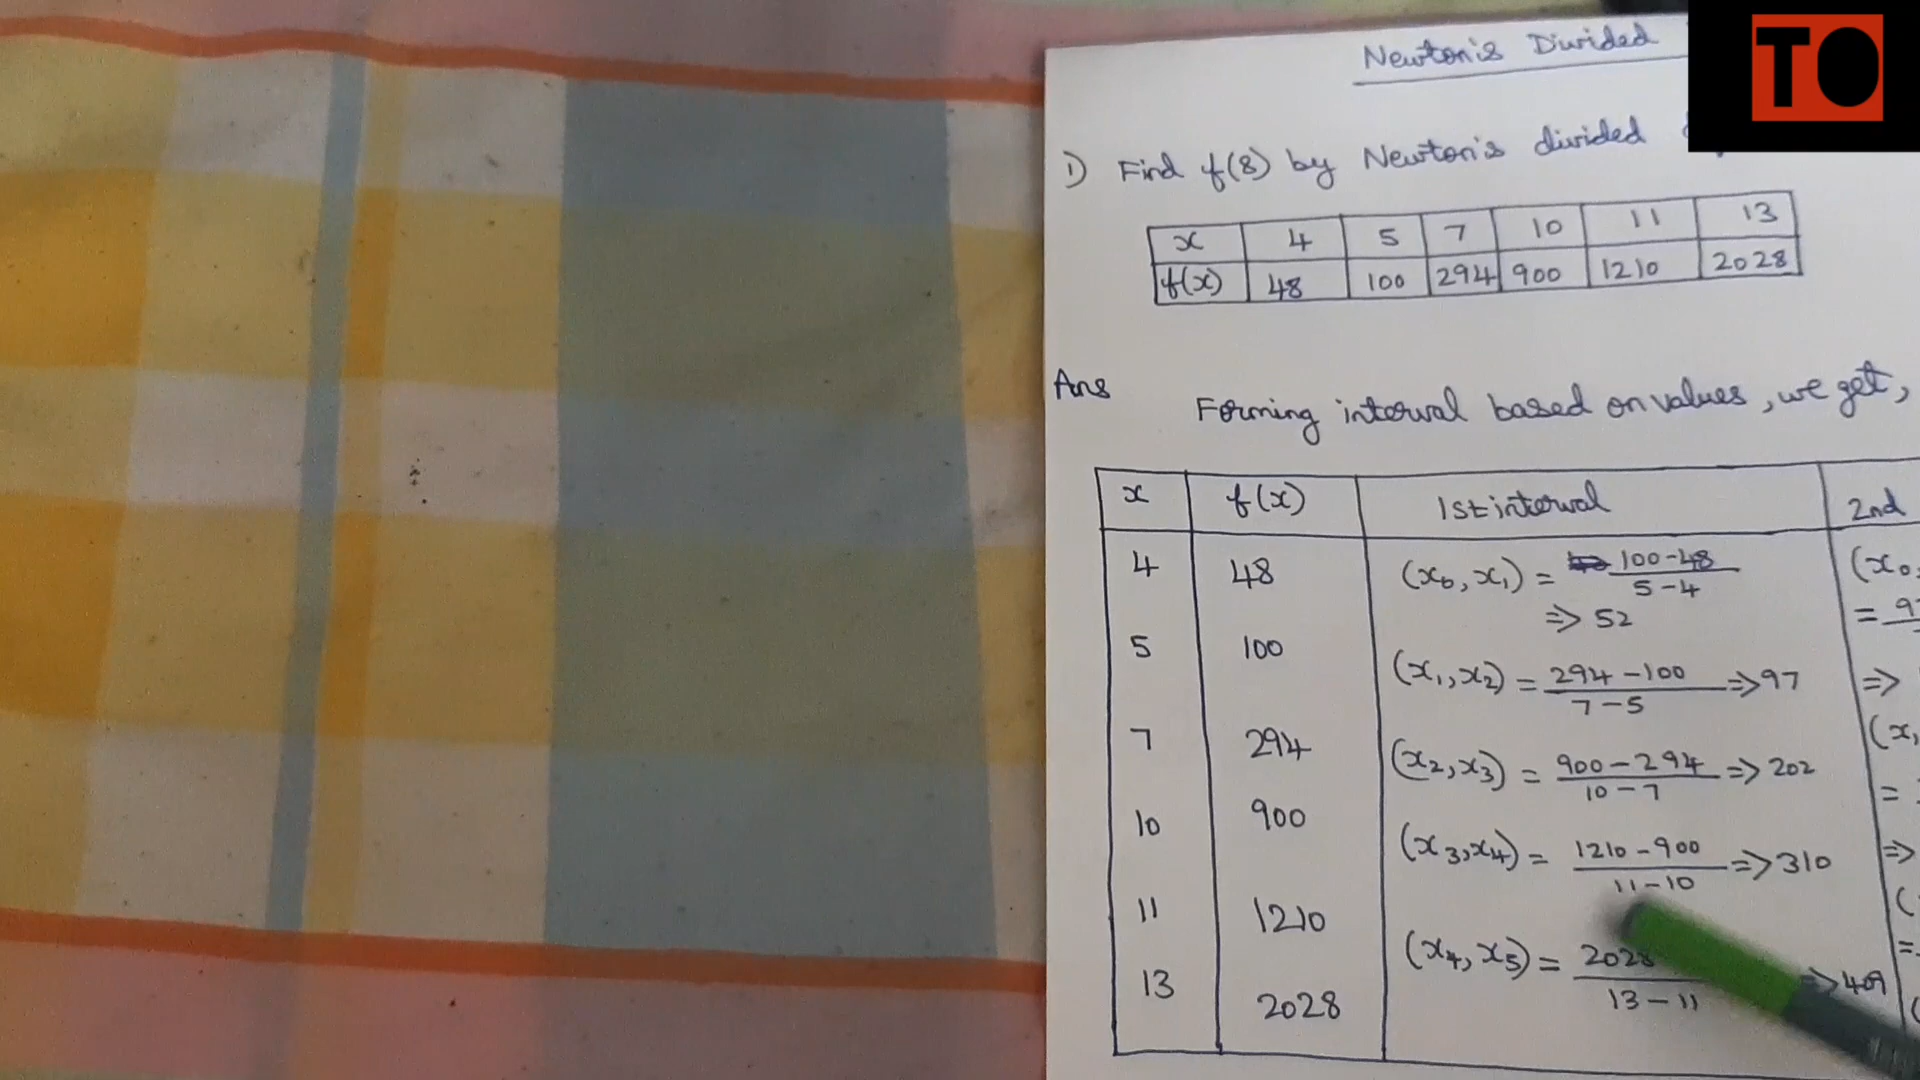 TO
Newton's Divided
1) Find f(8) by Newton's divided
x 4 5 7 10 11 13
f(x) 48 100 294 900 1210 2028
Ans
Forming interval based on values, we get,
x f(x) 1st interval 2nd
4 48 (x₀, x₁) = 100-48 / 5-4 (x₀,
⇒ 52 =
5 100 (x₁, x₂) = 294-100 / 7-5 ⇒ 97 ⇒
7 294 (x₂, x₃) = 900-294 / 10-7 ⇒ 202 =
10 900 (x₃, x₄) = 1210-900 / 11-10 ⇒ 310 ⇒
11 1210 (x₄, x₅) = 2028 / 13-11 ⇒ 409 =
13 2028